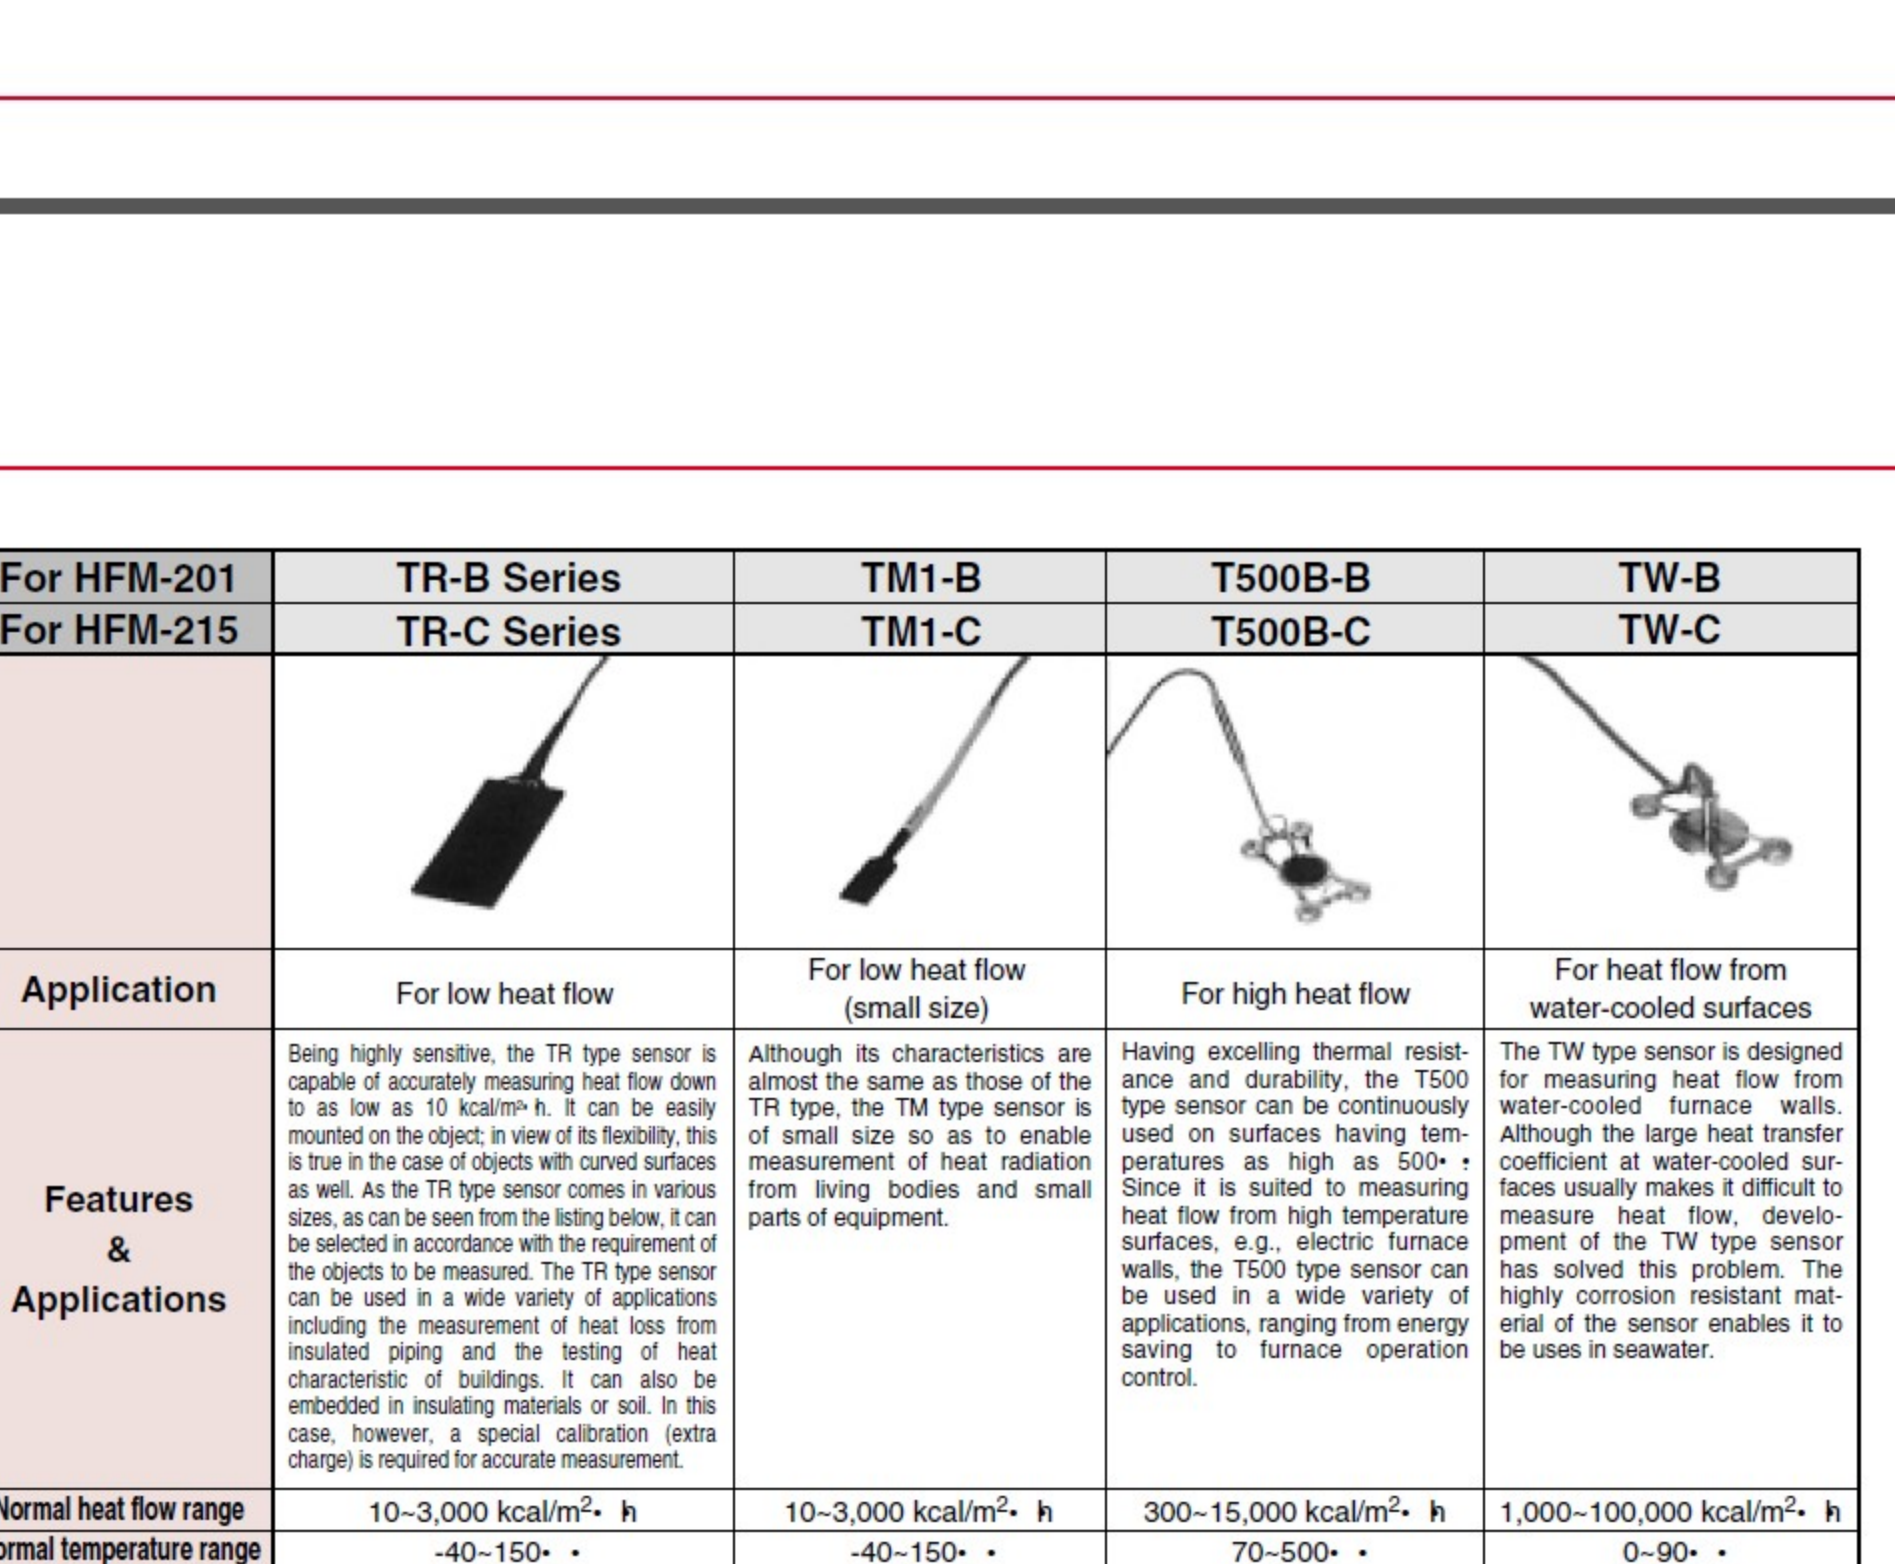 For HFM-201
TR-B Series
TM1-B
T500B-B
TW-B
For HFM-215
TR-C Series
TM1-C
T500B-C
TW-C
Application
For low heat flow
For low heat flow
(small size)
For high heat flow
For heat flow from
water-cooled surfaces
Features
&
Applications
Being highly sensitive, the TR type sensor is
capable of accurately measuring heat flow down
to as low as 10 kcal/m²• h. It can be easily
mounted on the object; in view of its flexibility, this
is true in the case of objects with curved surfaces
as well. As the TR type sensor comes in various
sizes, as can be seen from the listing below, it can
be selected in accordance with the requirement of
the objects to be measured. The TR type sensor
can be used in a wide variety of applications
including the measurement of heat loss from
insulated piping and the testing of heat
characteristic of buildings. It can also be
embedded in insulating materials or soil. In this
case, however, a special calibration (extra
charge) is required for accurate measurement.
Although its characteristics are
almost the same as those of the
TR type, the TM type sensor is
of small size so as to enable
measurement of heat radiation
from living bodies and small
parts of equipment.
Having excelling thermal resist-
ance and durability, the T500
type sensor can be continuously
used on surfaces having tem-
peratures as high as 500• •
Since it is suited to measuring
heat flow from high temperature
surfaces, e.g., electric furnace
walls, the T500 type sensor can
be used in a wide variety of
applications, ranging from energy
saving to furnace operation
control.
The TW type sensor is designed
for measuring heat flow from
water-cooled furnace walls.
Although the large heat transfer
coefficient at water-cooled sur-
faces usually makes it difficult to
measure heat flow, develo-
pment of the TW type sensor
has solved this problem. The
highly corrosion resistant mat-
erial of the sensor enables it to
be uses in seawater.
Normal heat flow range
10~3,000 kcal/m²• h
10~3,000 kcal/m²• h
300~15,000 kcal/m²• h
1,000~100,000 kcal/m²• h
ormal temperature range
-40~150• •
-40~150• •
70~500• •
0~90• •